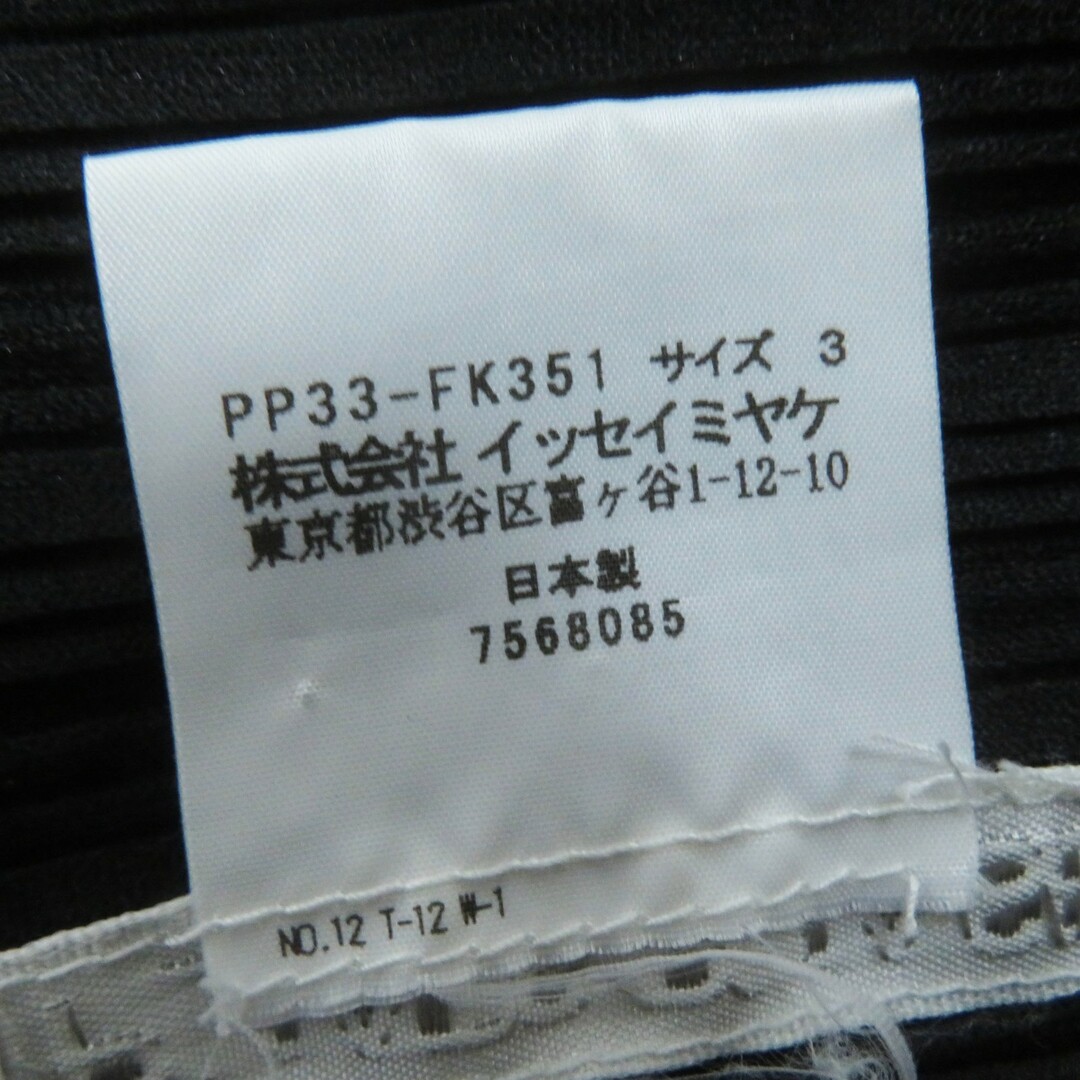 PP33-FK351 サイズ 3
株式会社 イッセイミヤケ
東京都渋谷区富ヶ谷1-12-10
日本製
7568085
NO.12 T-12 W-1